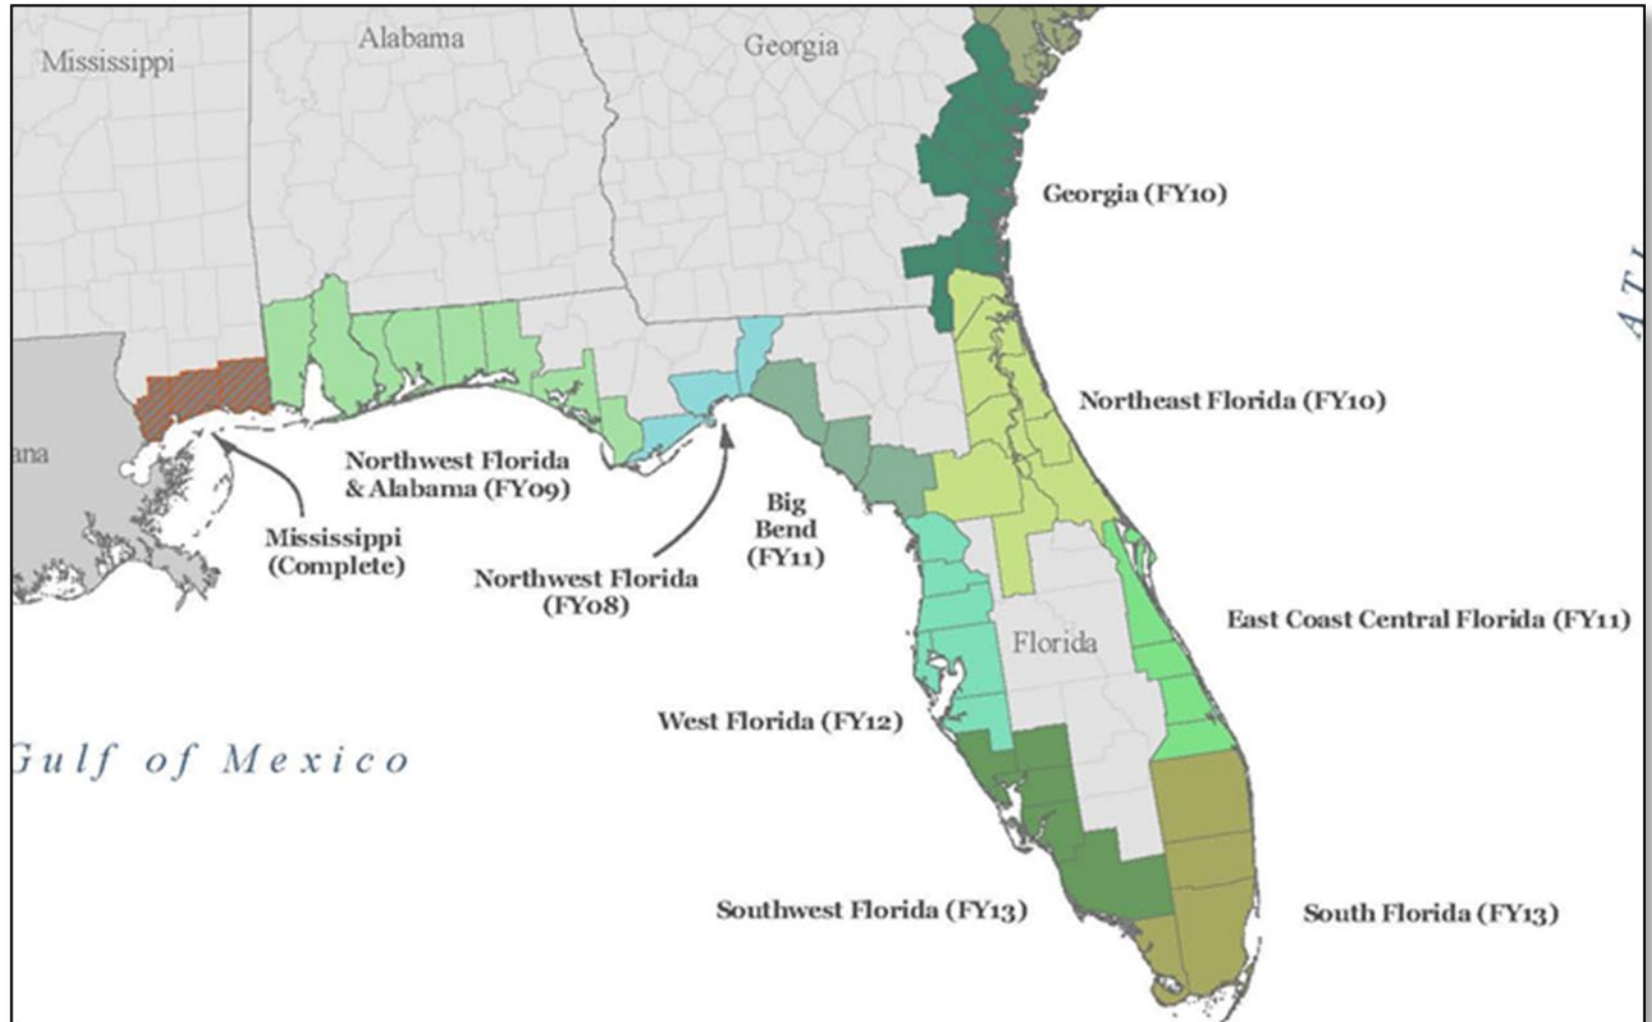 Mississippi
Alabama
Georgia
Georgia (FY10)
ATL
Northeast Florida (FY10)
ana
Northwest Florida
& Alabama (FY09)
Mississippi
(Complete)
Northwest Florida
(FY08)
Big
Bend
(FY11)
East Coast Central Florida (FY11)
Florida
West Florida (FY12)
Gulf of Mexico
Southwest Florida (FY13)
South Florida (FY13)